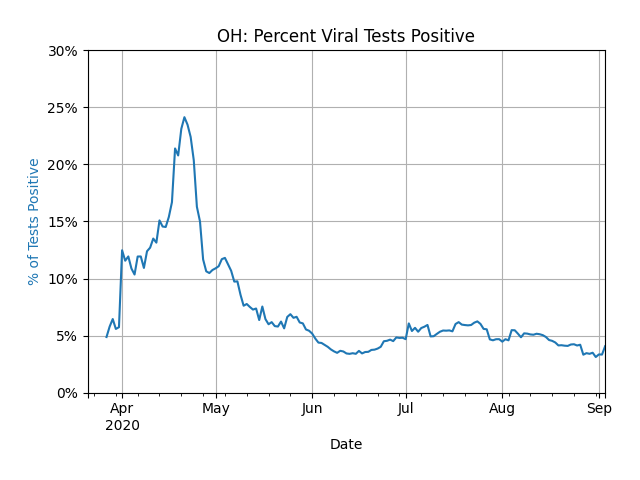 OH: Percent Viral Tests Positive
30%
25%
20%
15%
10%
5%
0%
% of Tests Positive
Apr May Jun Jul Aug Sep
2020
Date